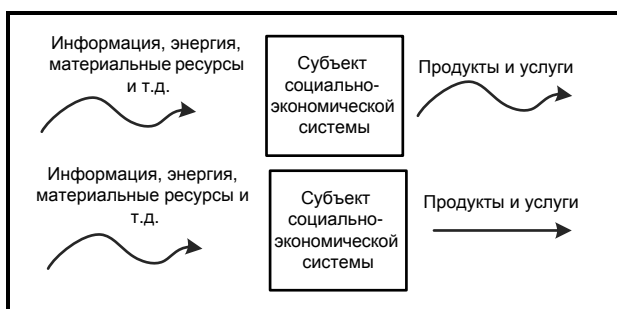 Информация, энергия,
материальные ресурсы
и т.д.
Субъект
социально-
экономической
системы
Продукты и услуги
Информация, энергия,
материальные ресурсы и
т.д.
Субъект
социально-
экономической
системы
Продукты и услуги